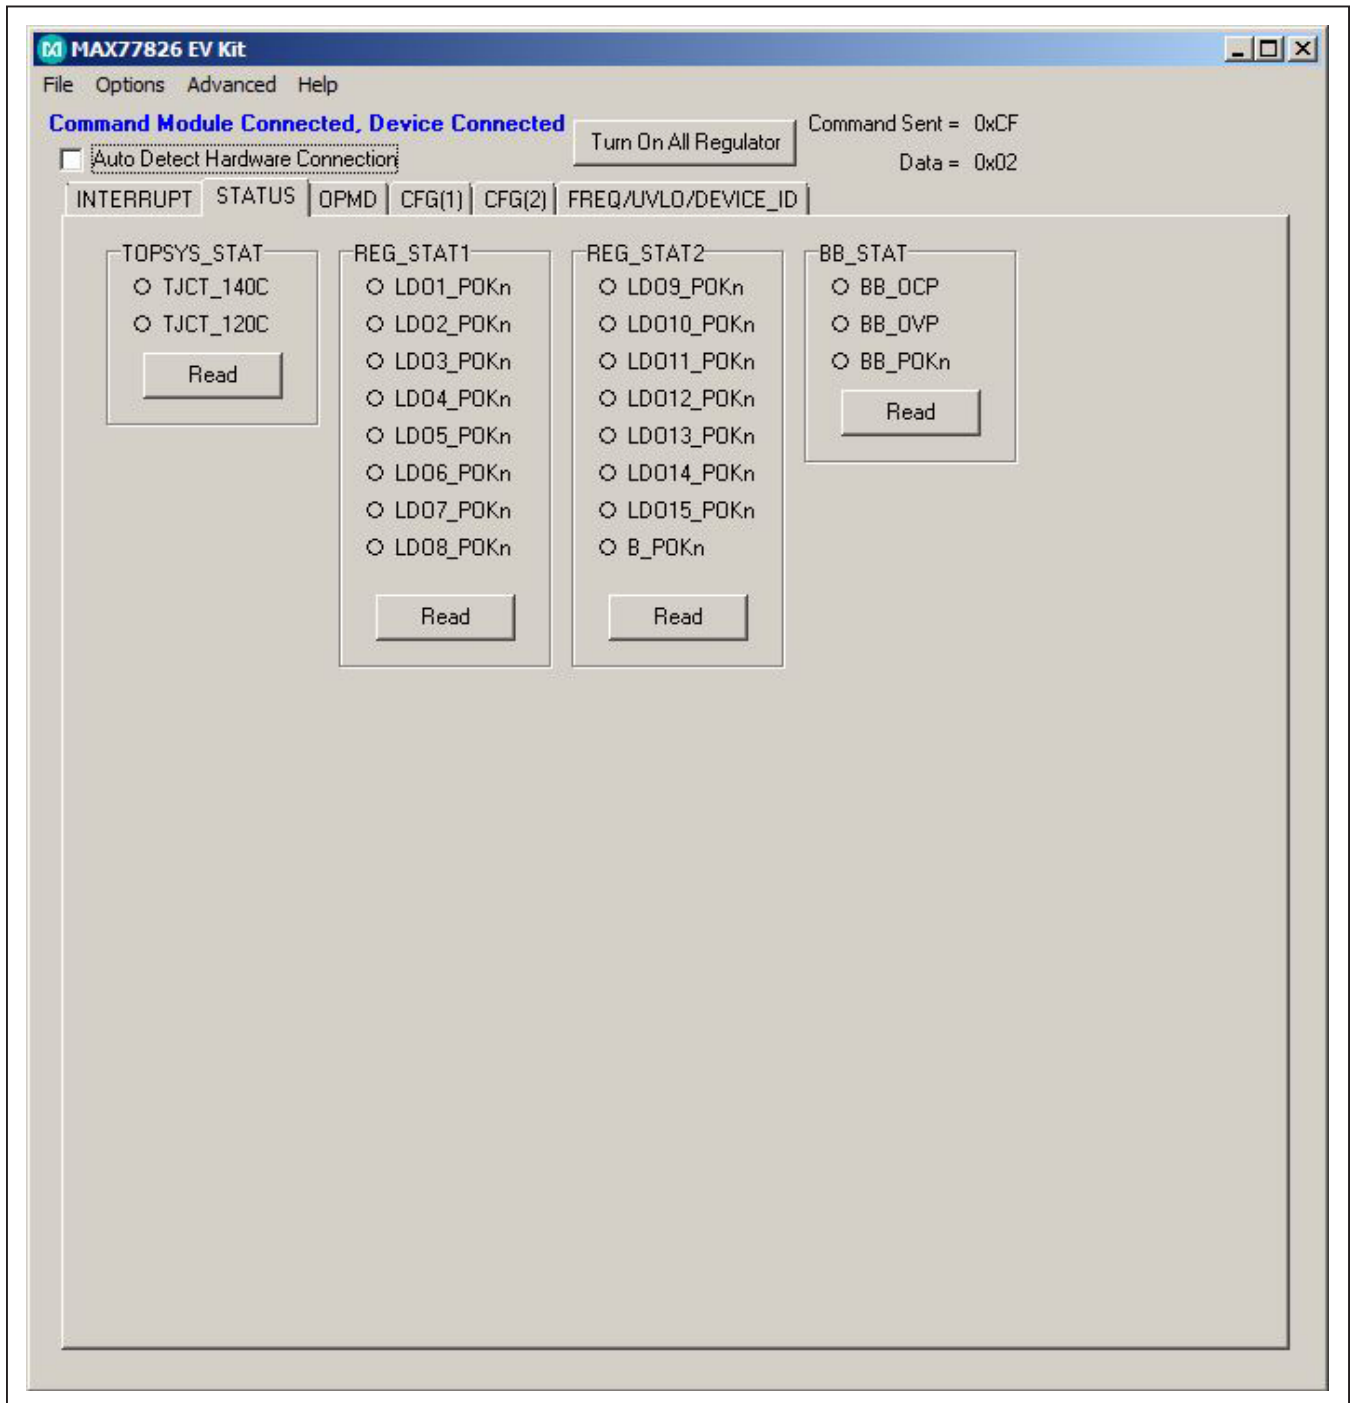 MAX77826 EV Kit
File Options Advanced Help
Command Module Connected, Device Connected
Turn On All Regulator
Command Sent = 0xCF
Auto Detect Hardware Connection
Data = 0x02
INTERRUPT STATUS OPMD CFG(1) CFG(2) FREQ/UVLO/DEVICE_ID
TOPSYS_STAT
TJCT_140C
TJCT_120C
Read
REG_STAT1
LDO1_POKn
LDO2_POKn
LDO3_POKn
LDO4_POKn
LDO5_POKn
LDO6_POKn
LDO7_POKn
LDO8_POKn
Read
REG_STAT2
LDO9_POKn
LDO10_POKn
LDO11_POKn
LDO12_POKn
LDO13_POKn
LDO14_POKn
LDO15_POKn
B_POKn
Read
BB_STAT
BB_OCP
BB_OVP
BB_POKn
Read